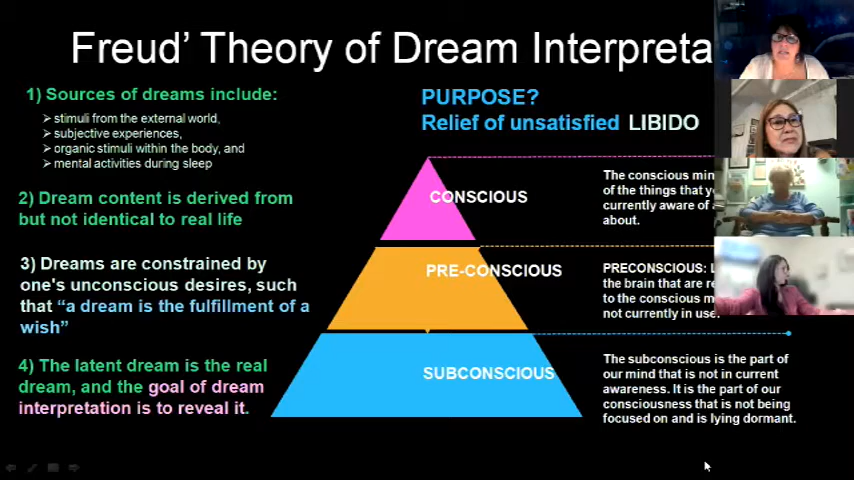 Freud’ Theory of Dream Interpreta
1) Sources of dreams include:
➢ stimuli from the external world,
➢ subjective experiences,
➢ organic stimuli within the body, and
➢ mental activities during sleep
2) Dream content is derived from
but not identical to real life
3) Dreams are constrained by
one's unconscious desires, such
that “a dream is the fulfillment of a
wish”
4) The latent dream is the real
dream, and the goal of dream
interpretation is to reveal it.
PURPOSE?
Relief of unsatisfied LIBIDO
CONSCIOUS
The conscious min
of the things that
currently aware of
about.
PRE-CONSCIOUS
PRECONSCIOUS:
the brain that are
to the conscious
not currently in use.
SUBCONSCIOUS
The subconscious is the part of
our mind that is not in current
awareness. It is the part of our
consciousness that is not being
focused on and is lying dormant.